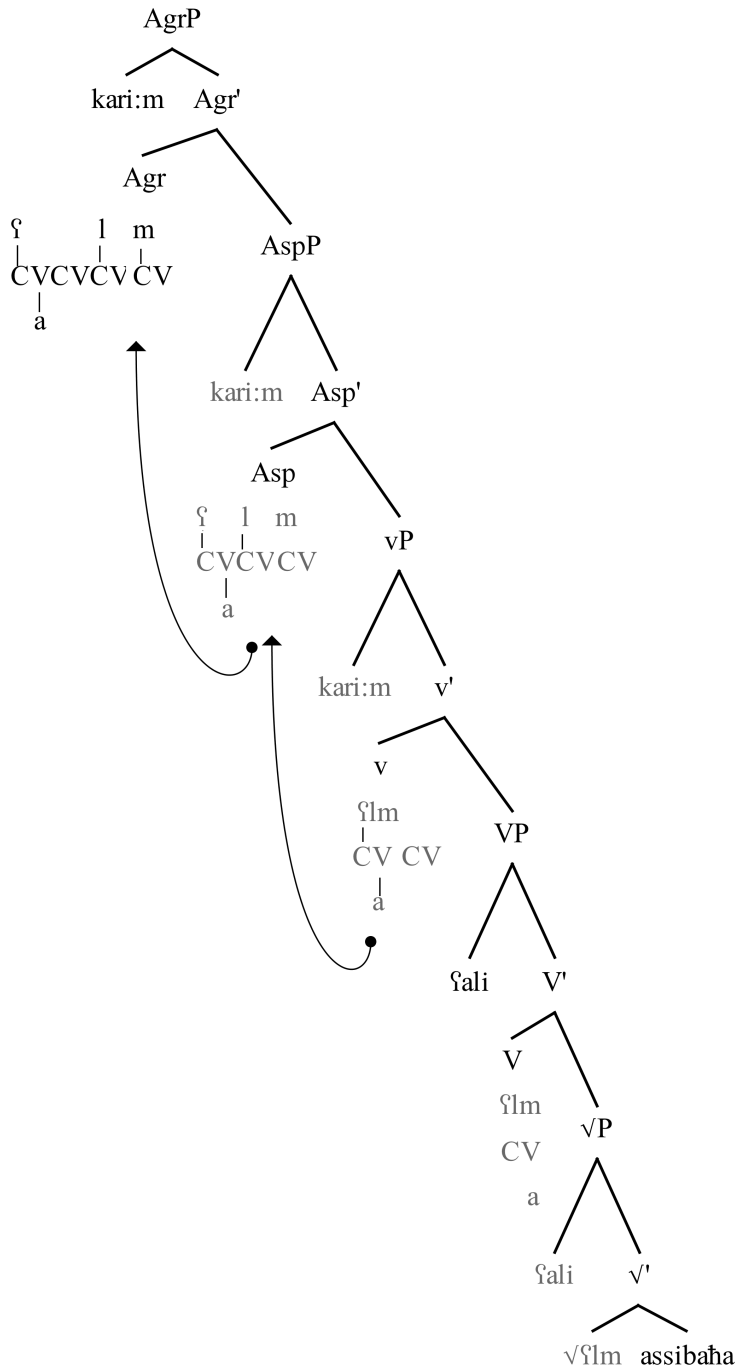 AgrP
kari:m Agr'
Agr
ʕ l m
CVCVCV CV
a
AspP
kari:m Asp'
Asp
ʕ l m
CVCVCV
a
vP
kari:m v'
v
ʕlm
CV CV
a
VP
ʕali V'
V
ʕlm
CV
a
√P
ʕali √'
√ʕlm assibaħa